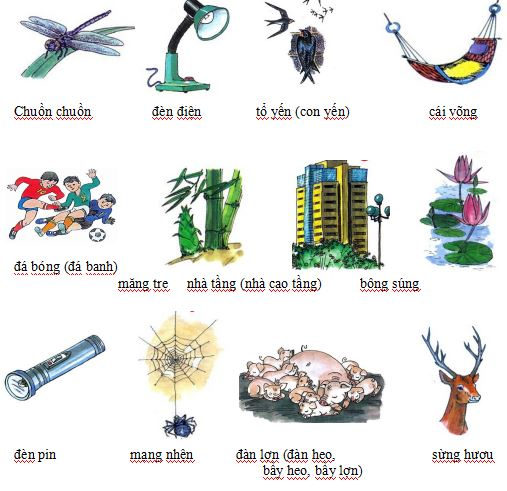 Chuồn chuồn đèn điện tổ yến (con yến) cái võng
đá bóng (đá banh)
măng tre nhà tầng (nhà cao tầng) bông súng
đèn pin mạng nhện đàn lợn (đàn heo, sừng hươu
bầy heo, bầy lợn)